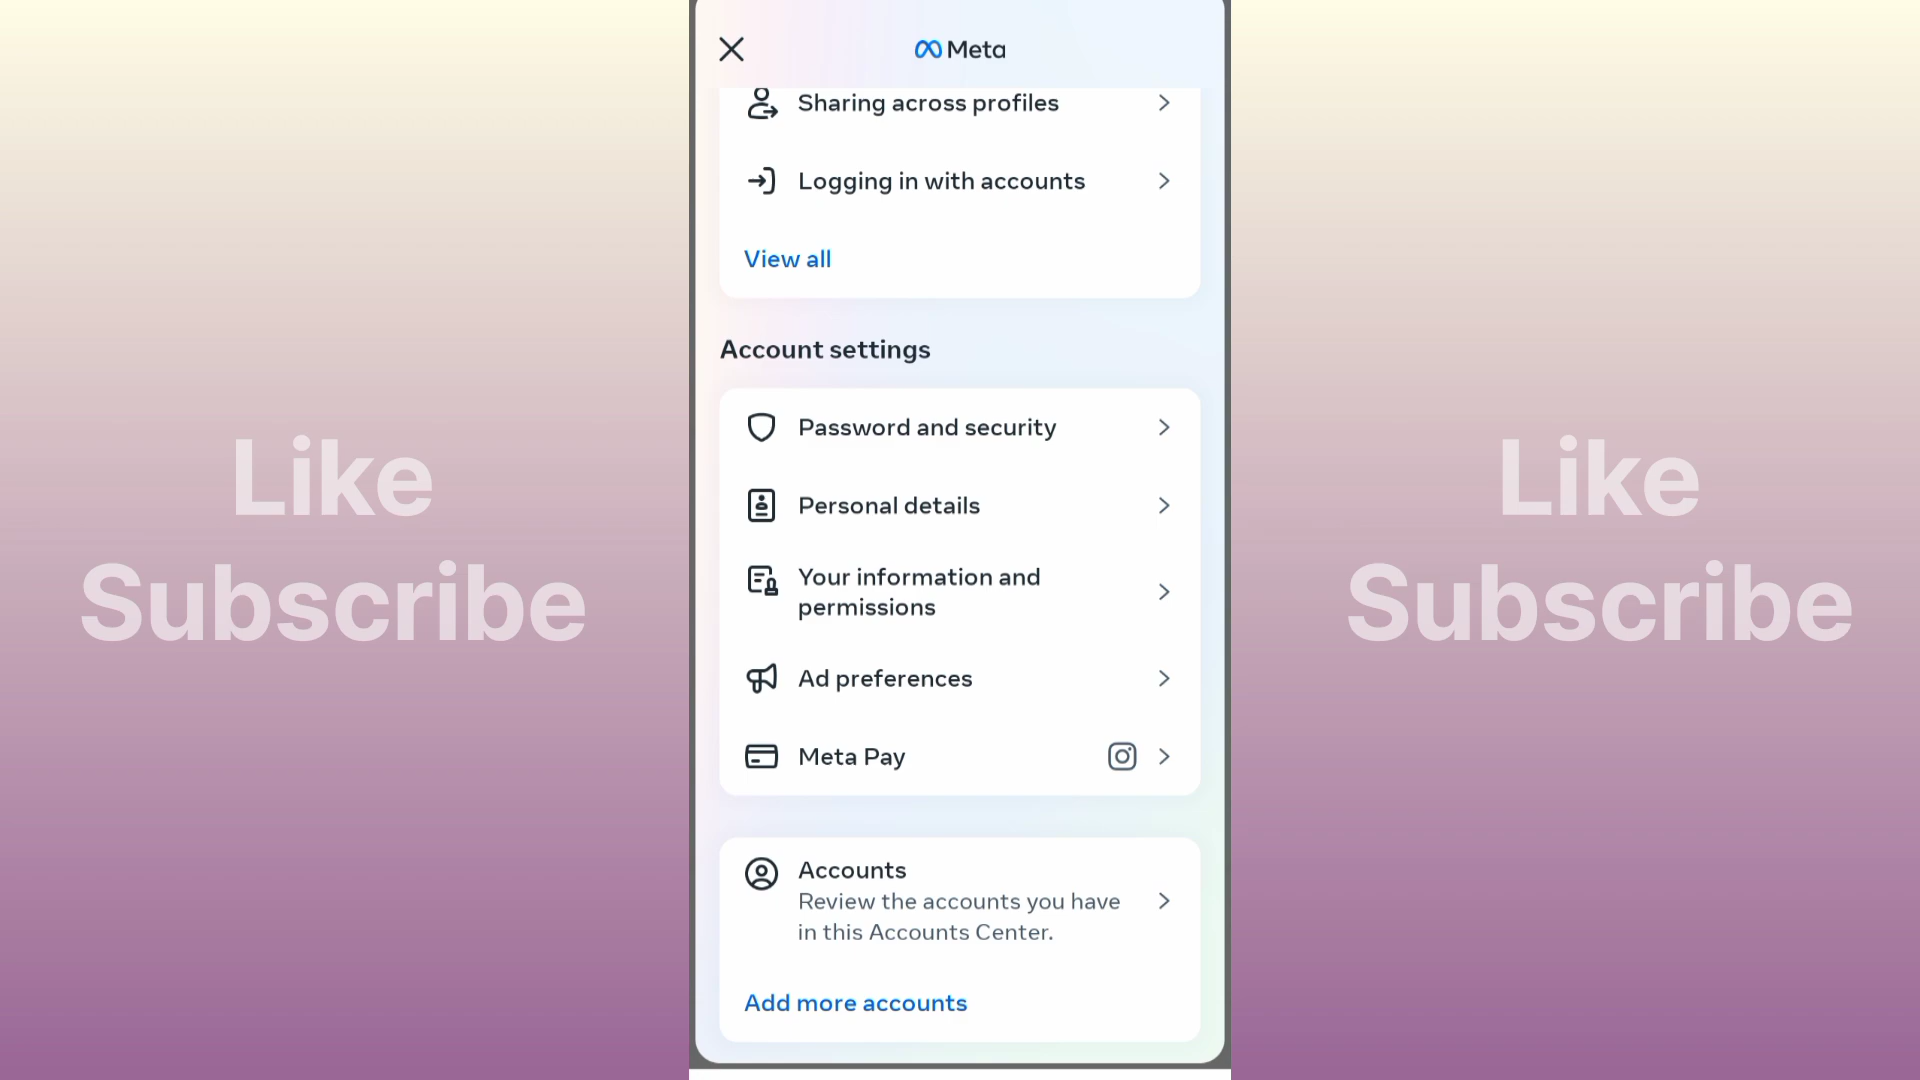 Meta
Sharing across profiles
Logging in with accounts
View all
Account settings
Password and security
Personal details
Your information and
permissions
Ad preferences
Meta Pay
Accounts
Review the accounts you have
in this Accounts Center.
Add more accounts
Like
Subscribe
Like
Subscribe